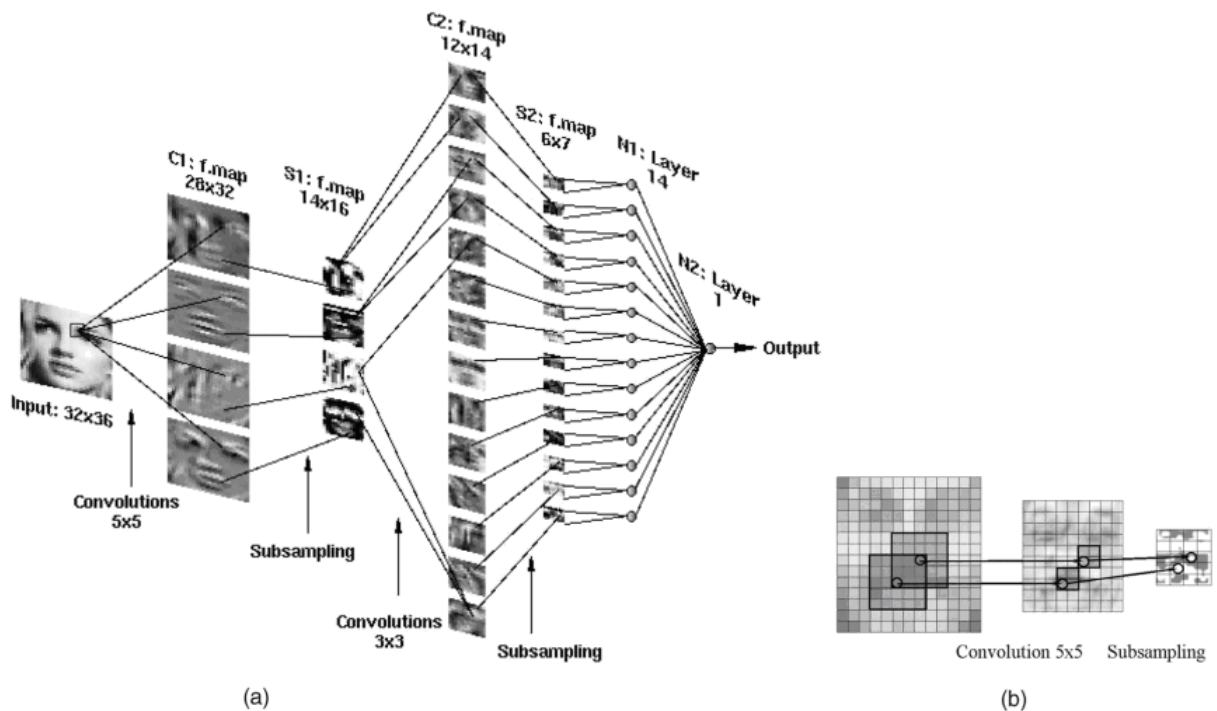 C2: f.map
12x14
S2: f.map
6x7
N1: Layer
14
C1: f.map
28x32
S1: f.map
14x16
N2: Layer
1
Output
Input: 32x36
Convolutions
5x5
Subsampling
Convolutions
3x3
Subsampling
Convolution 5x5
Subsampling
(a)
(b)